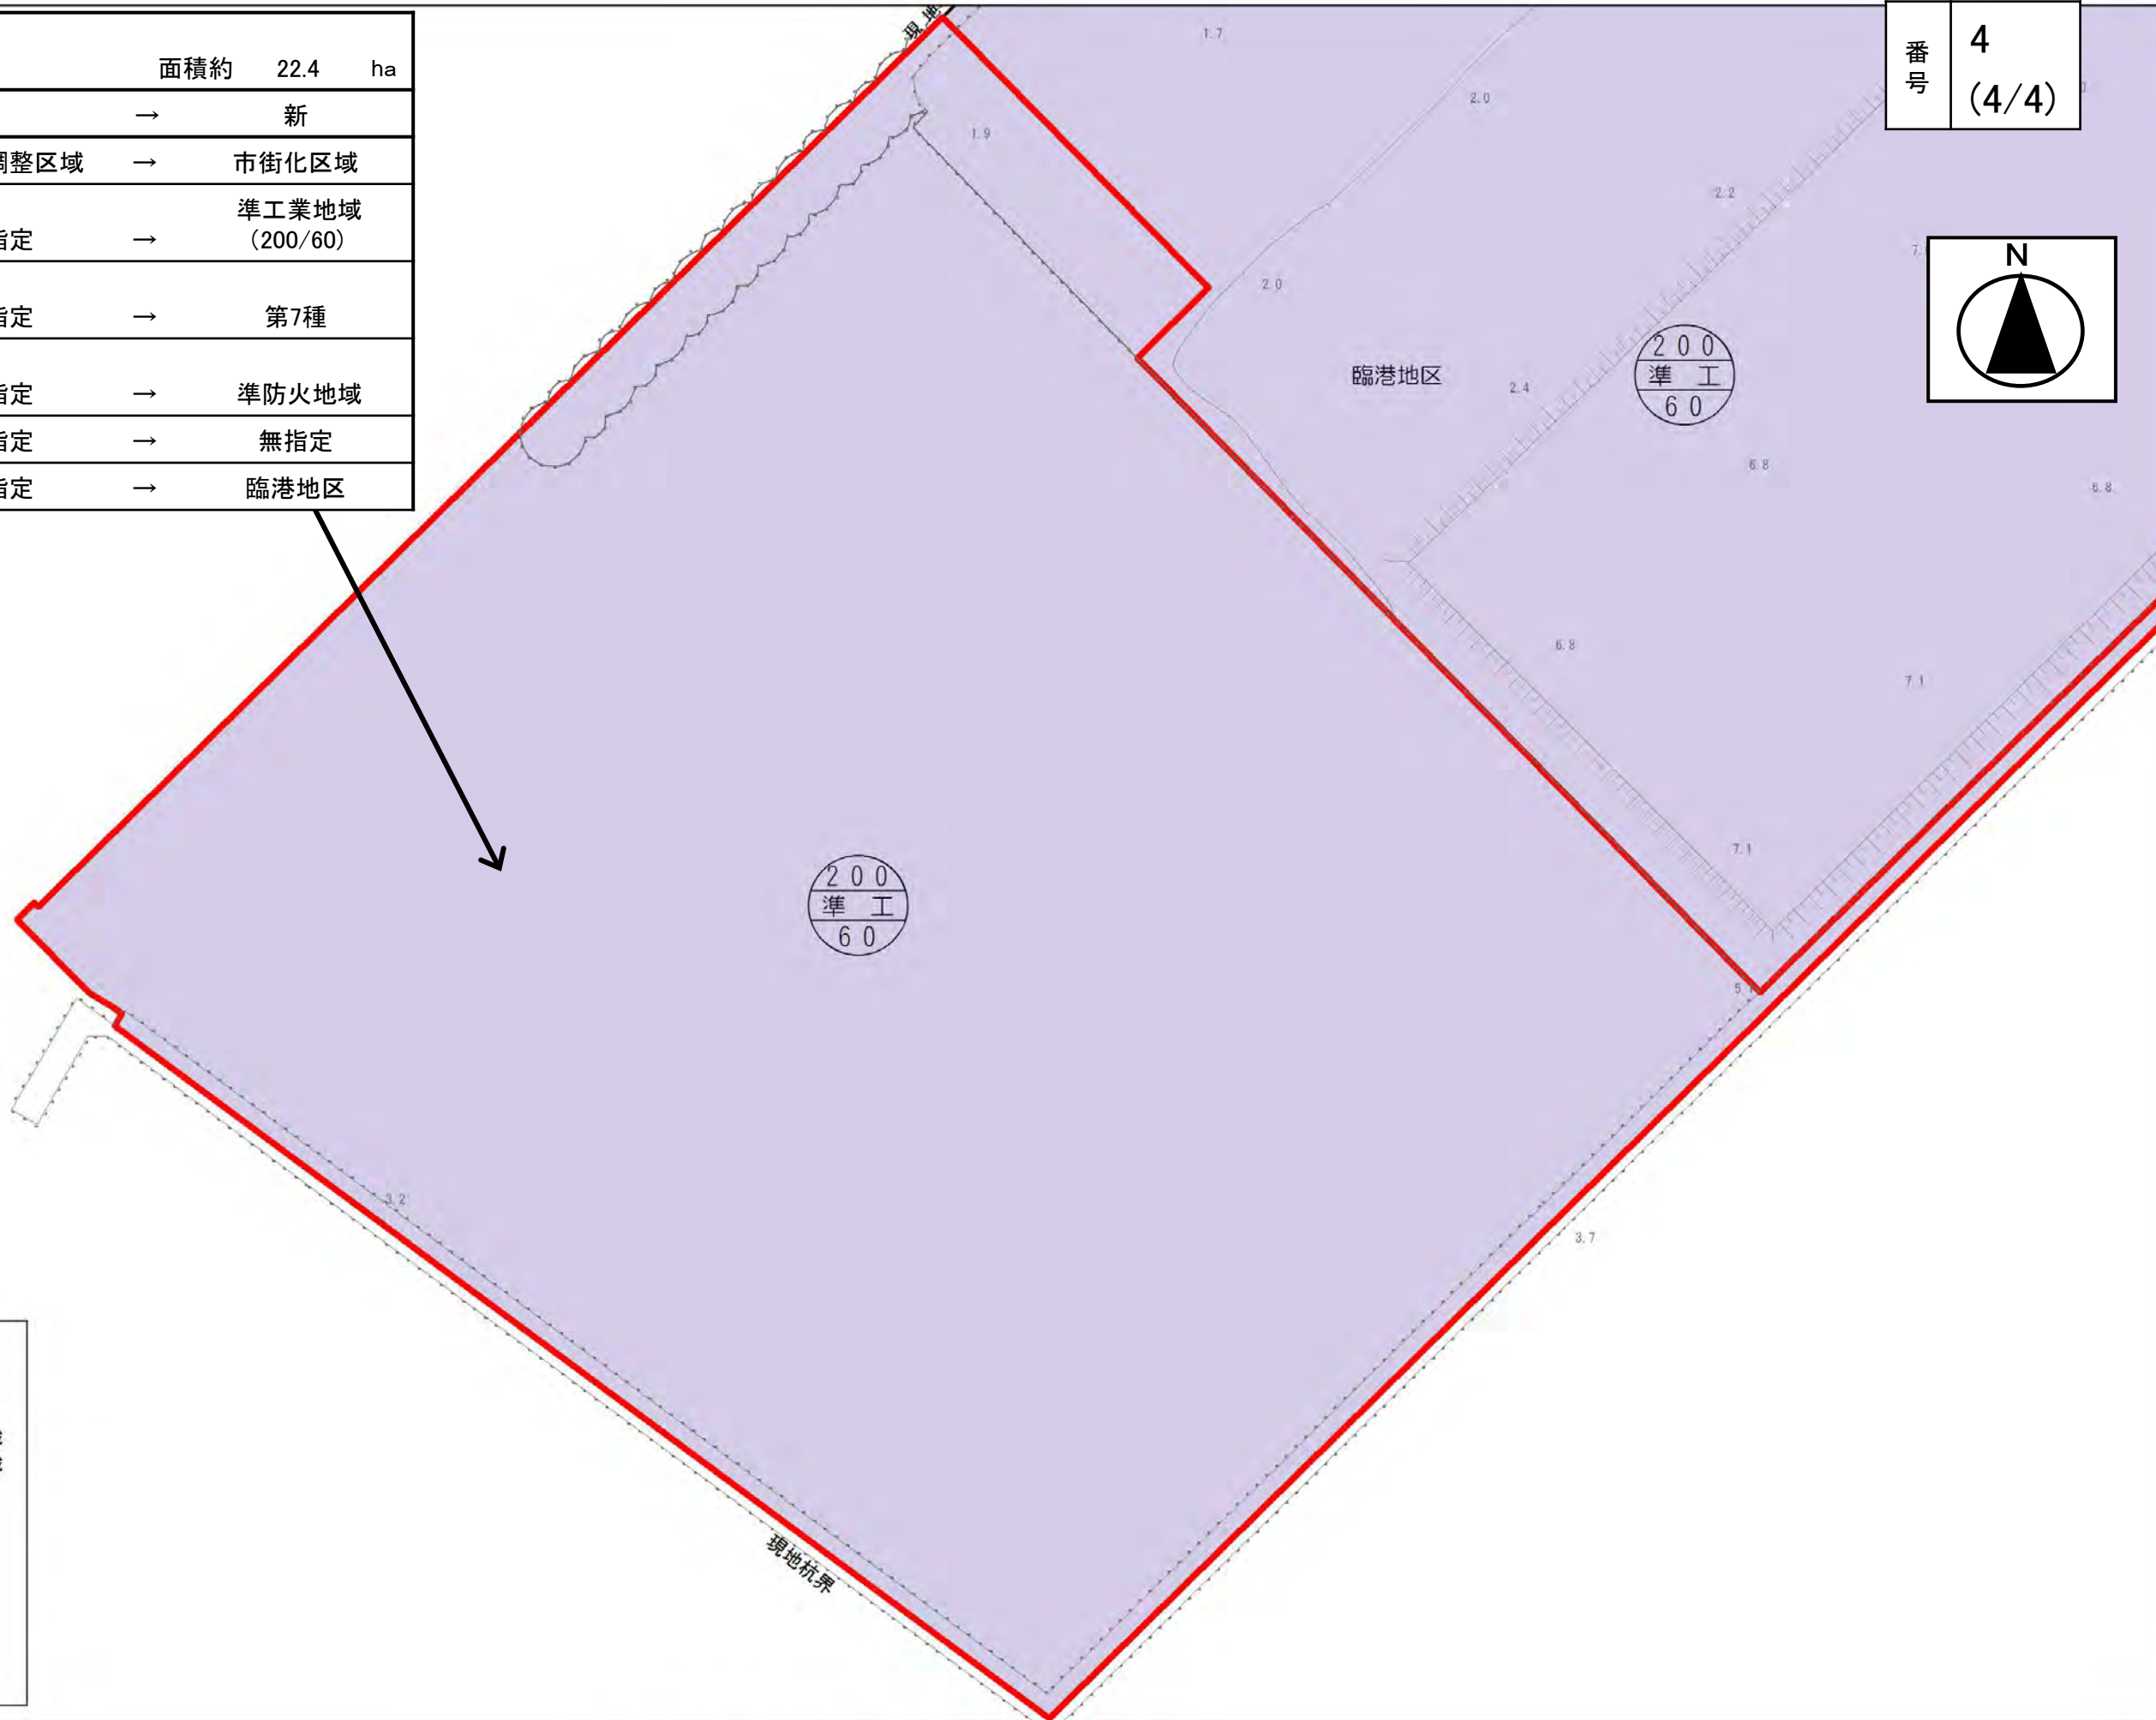 面積約 22.4 ha
→ 新
調整区域 → 市街化区域
準工業地域
指定 → (200/60)
指定 → 第7種
指定 → 準防火地域
指定 → 無指定
指定 → 臨港地区
番号
4
(4/4)
N
現地
1.7
2.0
1.9
2.2
2.0
臨港地区
2.4
200
準工
60
6.8
6.8
6.8
7.1
7.1
200
準工
60
3.2
3.7
現地杭界